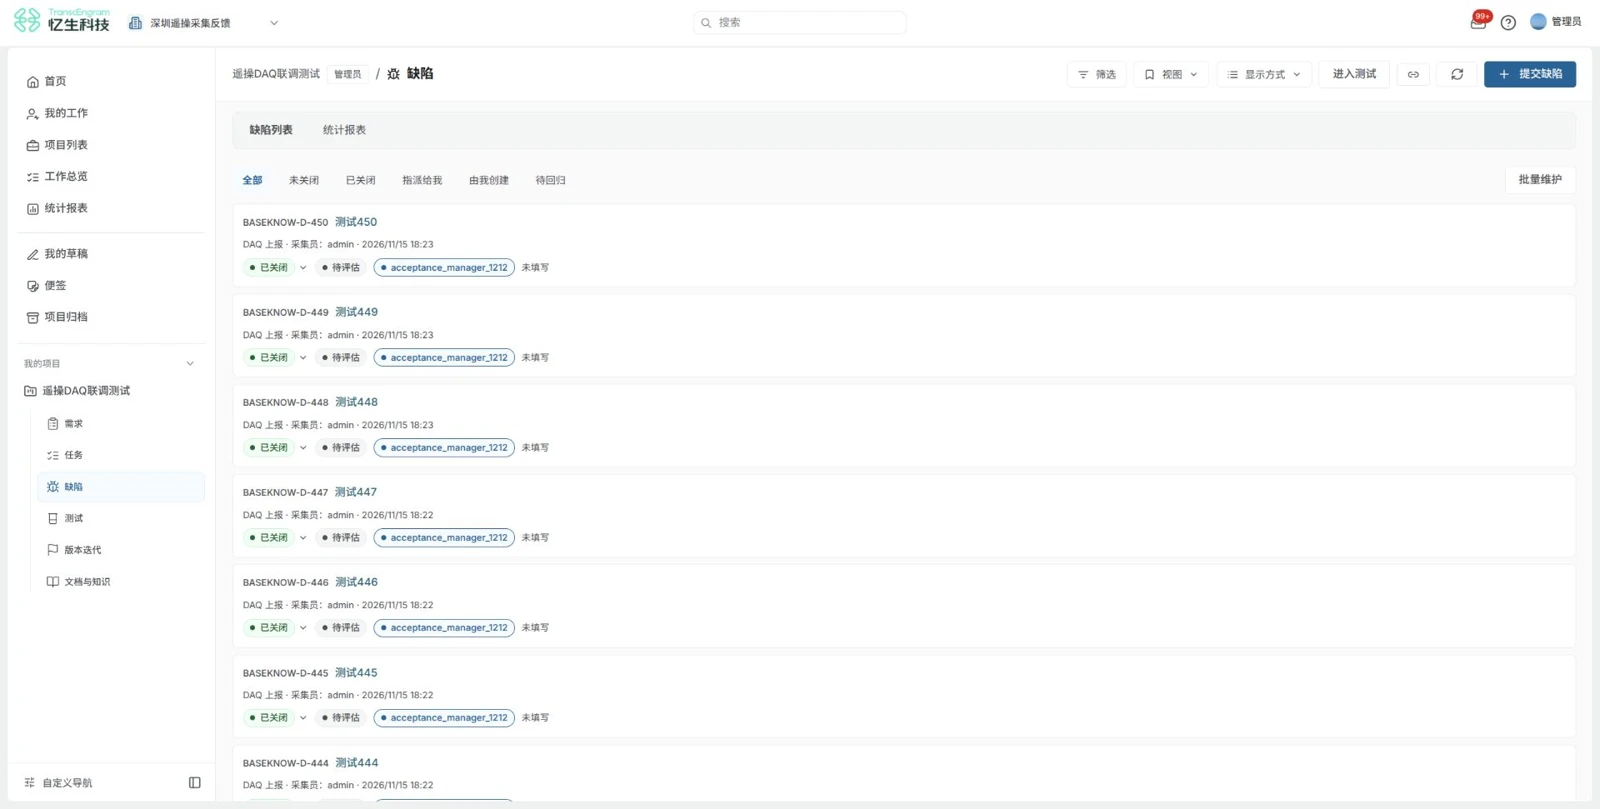 TranscEngram
忆生科技
深圳遥操采集反馈
搜索
99+
管理员
首页
我的工作
项目列表
工作总览
统计报表
我的草稿
便签
项目归档
我的项目
遥操DAQ联调测试
需求
任务
缺陷
测试
版本迭代
文档与知识
自定义导航
遥操DAQ联调测试 管理员 / 缺陷
筛选 视图 显示方式 进入测试 提交缺陷
缺陷列表 统计报表
全部 未关闭 已关闭 指派给我 由我创建 待回归 批量维护
BASEKNOW-D-450 测试450
DAQ 上报 · 采集员：admin · 2026/11/15 18:23
已关闭 待评估 acceptance_manager_1212 未填写
BASEKNOW-D-449 测试449
DAQ 上报 · 采集员：admin · 2026/11/15 18:23
已关闭 待评估 acceptance_manager_1212 未填写
BASEKNOW-D-448 测试448
DAQ 上报 · 采集员：admin · 2026/11/15 18:23
已关闭 待评估 acceptance_manager_1212 未填写
BASEKNOW-D-447 测试447
DAQ 上报 · 采集员：admin · 2026/11/15 18:22
已关闭 待评估 acceptance_manager_1212 未填写
BASEKNOW-D-446 测试446
DAQ 上报 · 采集员：admin · 2026/11/15 18:22
已关闭 待评估 acceptance_manager_1212 未填写
BASEKNOW-D-445 测试445
DAQ 上报 · 采集员：admin · 2026/11/15 18:22
已关闭 待评估 acceptance_manager_1212 未填写
BASEKNOW-D-444 测试444
DAQ 上报 · 采集员：admin · 2026/11/15 18:22